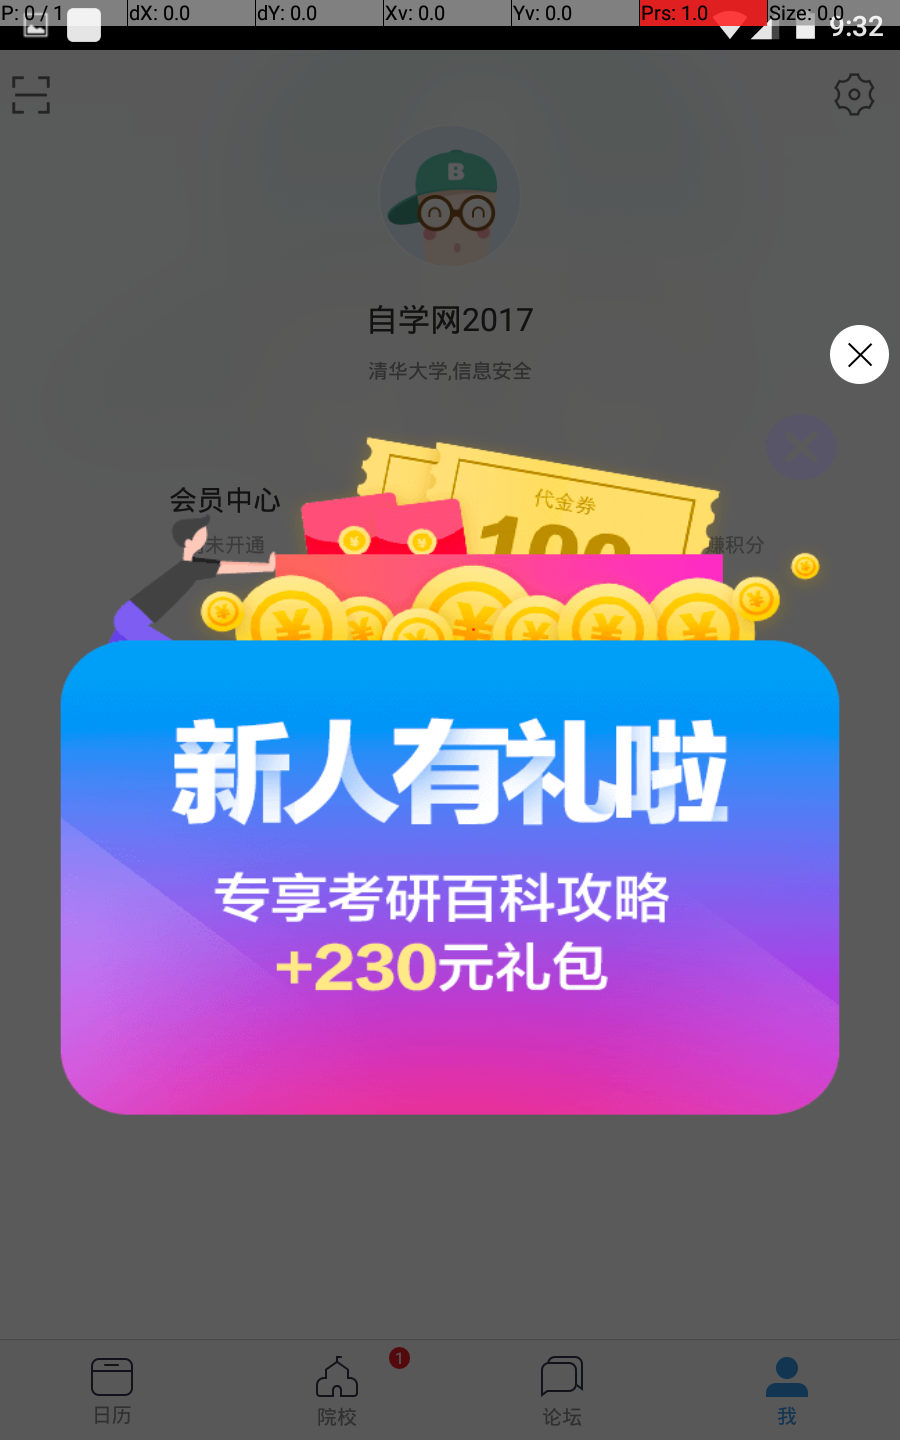 P: 0 / 1 dX: 0.0 dY: 0.0 Xv: 0.0 Yv: 0.0 Prs: 1.0 Size: 0.0
9:32
B
自学网2017
清华大学,信息安全
代金券
100
会员中心
未开通
赚积分
新人有礼啦
专享考研百科攻略
+230元礼包
1
日历
院校
论坛
我